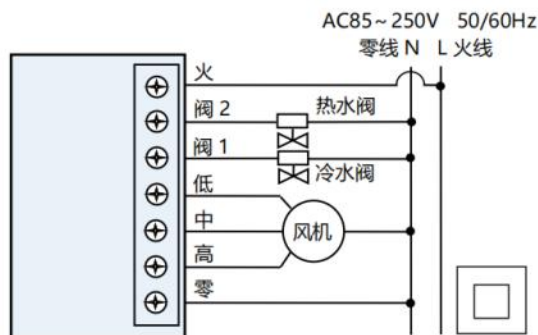 AC85~250V 50/60Hz
零线 N L 火线
火
阀 2 热水阀
阀 1
冷水阀
低
中 风机
高
零